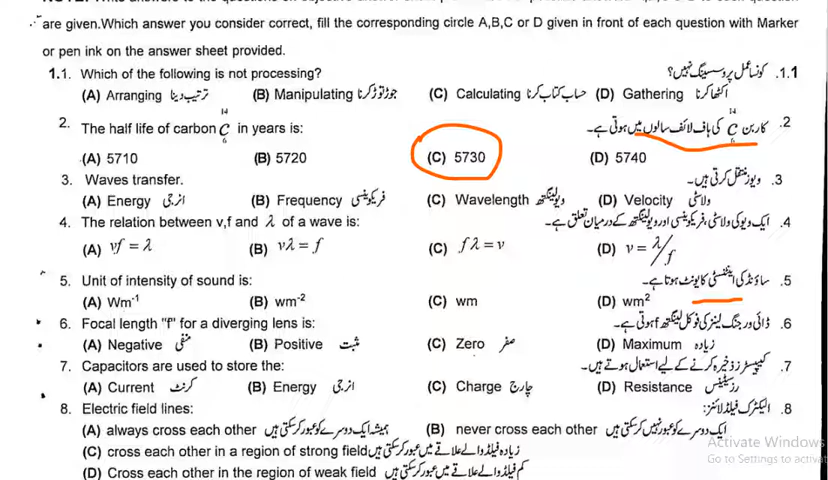 are given.Which answer you consider correct, fill the corresponding circle A,B,C or D given in front of each question with Marker
or pen ink on the answer sheet provided.
1.1. Which of the following is not processing? کونسا عمل پروسیسنگ نہیں؟ .1.1
(A) Arranging ترتیب دینا (B) Manipulating جوڑ توڑ کرنا (C) Calculating حساب کتاب کرنا (D) Gathering اکٹھا کرنا
2. The half life of carbon ¹⁴₆C in years is: کاربن ¹⁴₆C کی ہاف لائف سالوں میں ہوتی ہے۔ .2
(A) 5710 (B) 5720 (C) 5730 (D) 5740
3. Waves transfer. ویوز منتقل کرتی ہیں۔ .3
(A) Energy انرجی (B) Frequency فریکوئنسی (C) Wavelength ویولینگتھ (D) Velocity ولاسٹی
4. The relation between v,f and λ of a wave is: ایک ویو کی ولاسٹی، فریکوئنسی اور ویولینگتھ کے درمیان تعلق ہے۔ .4
(A) vf = λ (B) vλ = f (C) fλ = v (D) v = λ/f
5. Unit of intensity of sound is: ساؤنڈ کی انٹینسٹی کا یونٹ ہوتا ہے۔ .5
(A) Wm⁻¹ (B) wm⁻² (C) wm (D) wm²
6. Focal length "f" for a diverging lens is: ڈائی ورجنگ لینز کی فوکل لینگتھ f ہوتی ہے۔ .6
(A) Negative منفی (B) Positive مثبت (C) Zero صفر (D) Maximum زیادہ
7. Capacitors are used to store the: کپیسٹرز ذخیرہ کرنے کے لیے استعمال ہوتے ہیں۔ .7
(A) Current کرنٹ (B) Energy انرجی (C) Charge چارج (D) Resistance رزسٹینس
8. Electric field lines: الیکٹرک فیلڈ لائنز: .8
(A) always cross each other ہمیشہ ایک دوسرے کو عبور کرسکتی ہیں (B) never cross each other ایک دوسرے کو عبور نہیں کرسکتی ہیں
Activate Windows
(C) cross each other in a region of strong field زیادہ فیلڈ والے علاقے میں عبور کرسکتی ہیں
Go to Settings to activat
(D) Cross each other in the region of weak field کم فیلڈ والے علاقے میں عبور کرسکتی ہیں